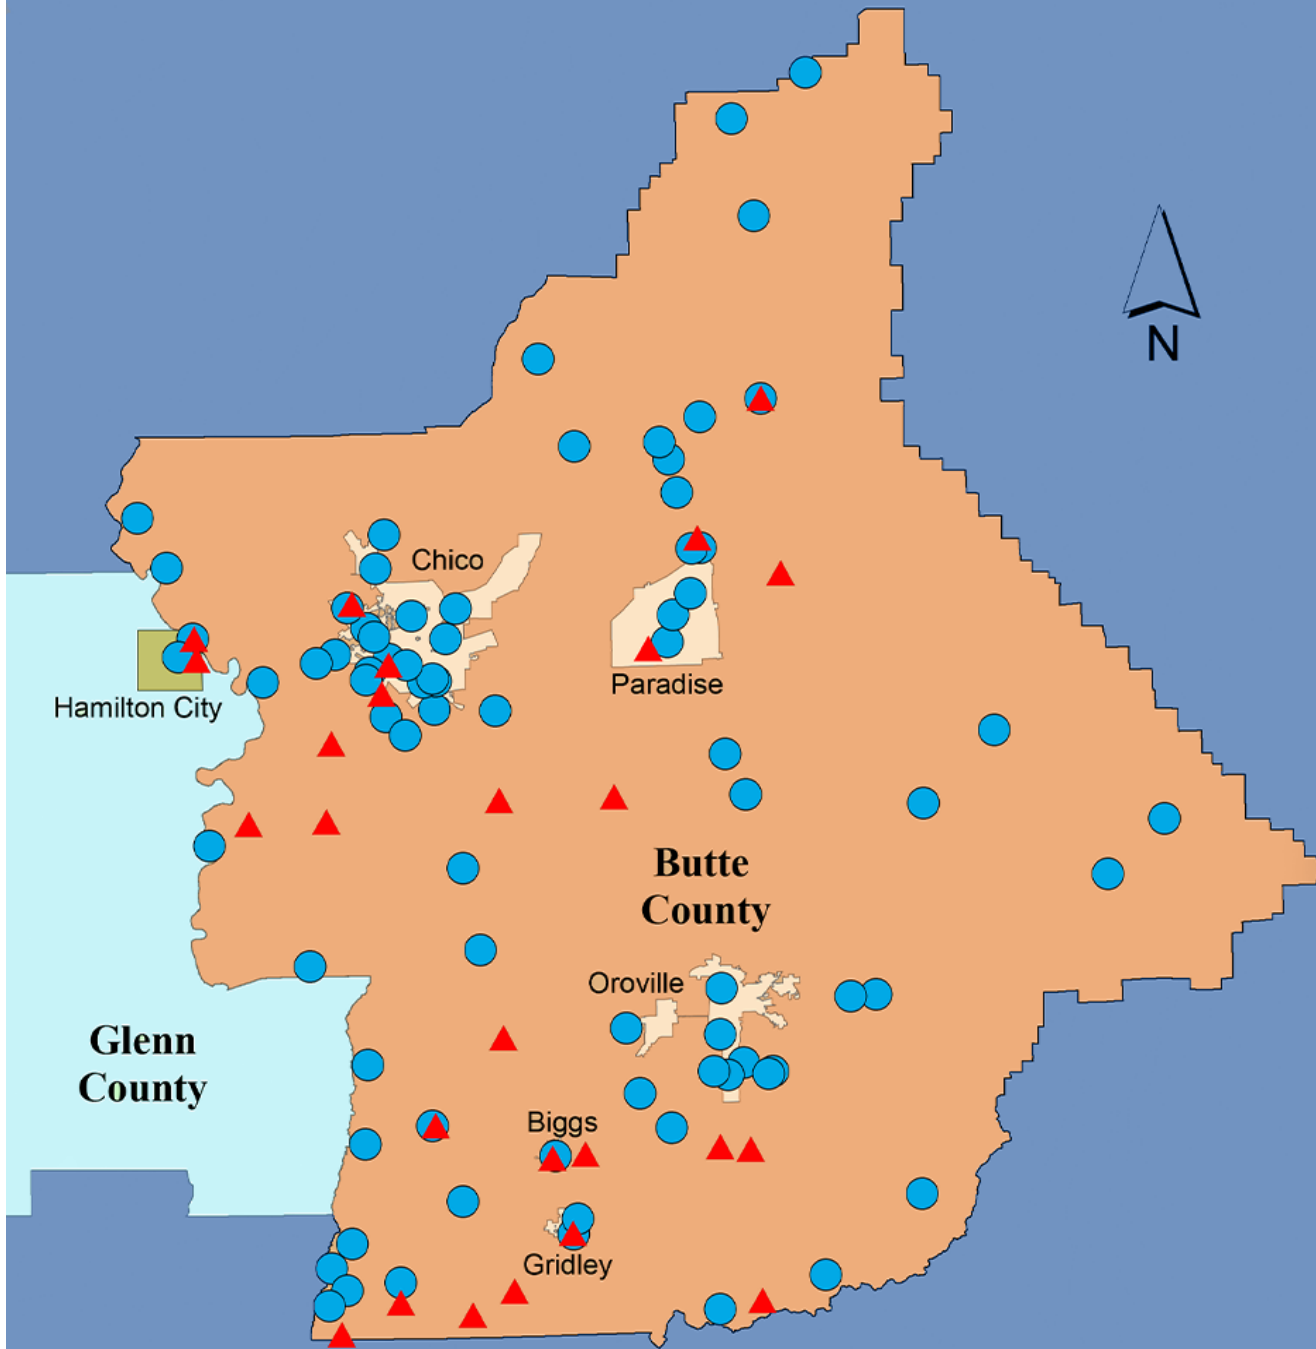 N
Chico
Paradise
Hamilton City
Butte
County
Oroville
Glenn
County
Biggs
Gridley